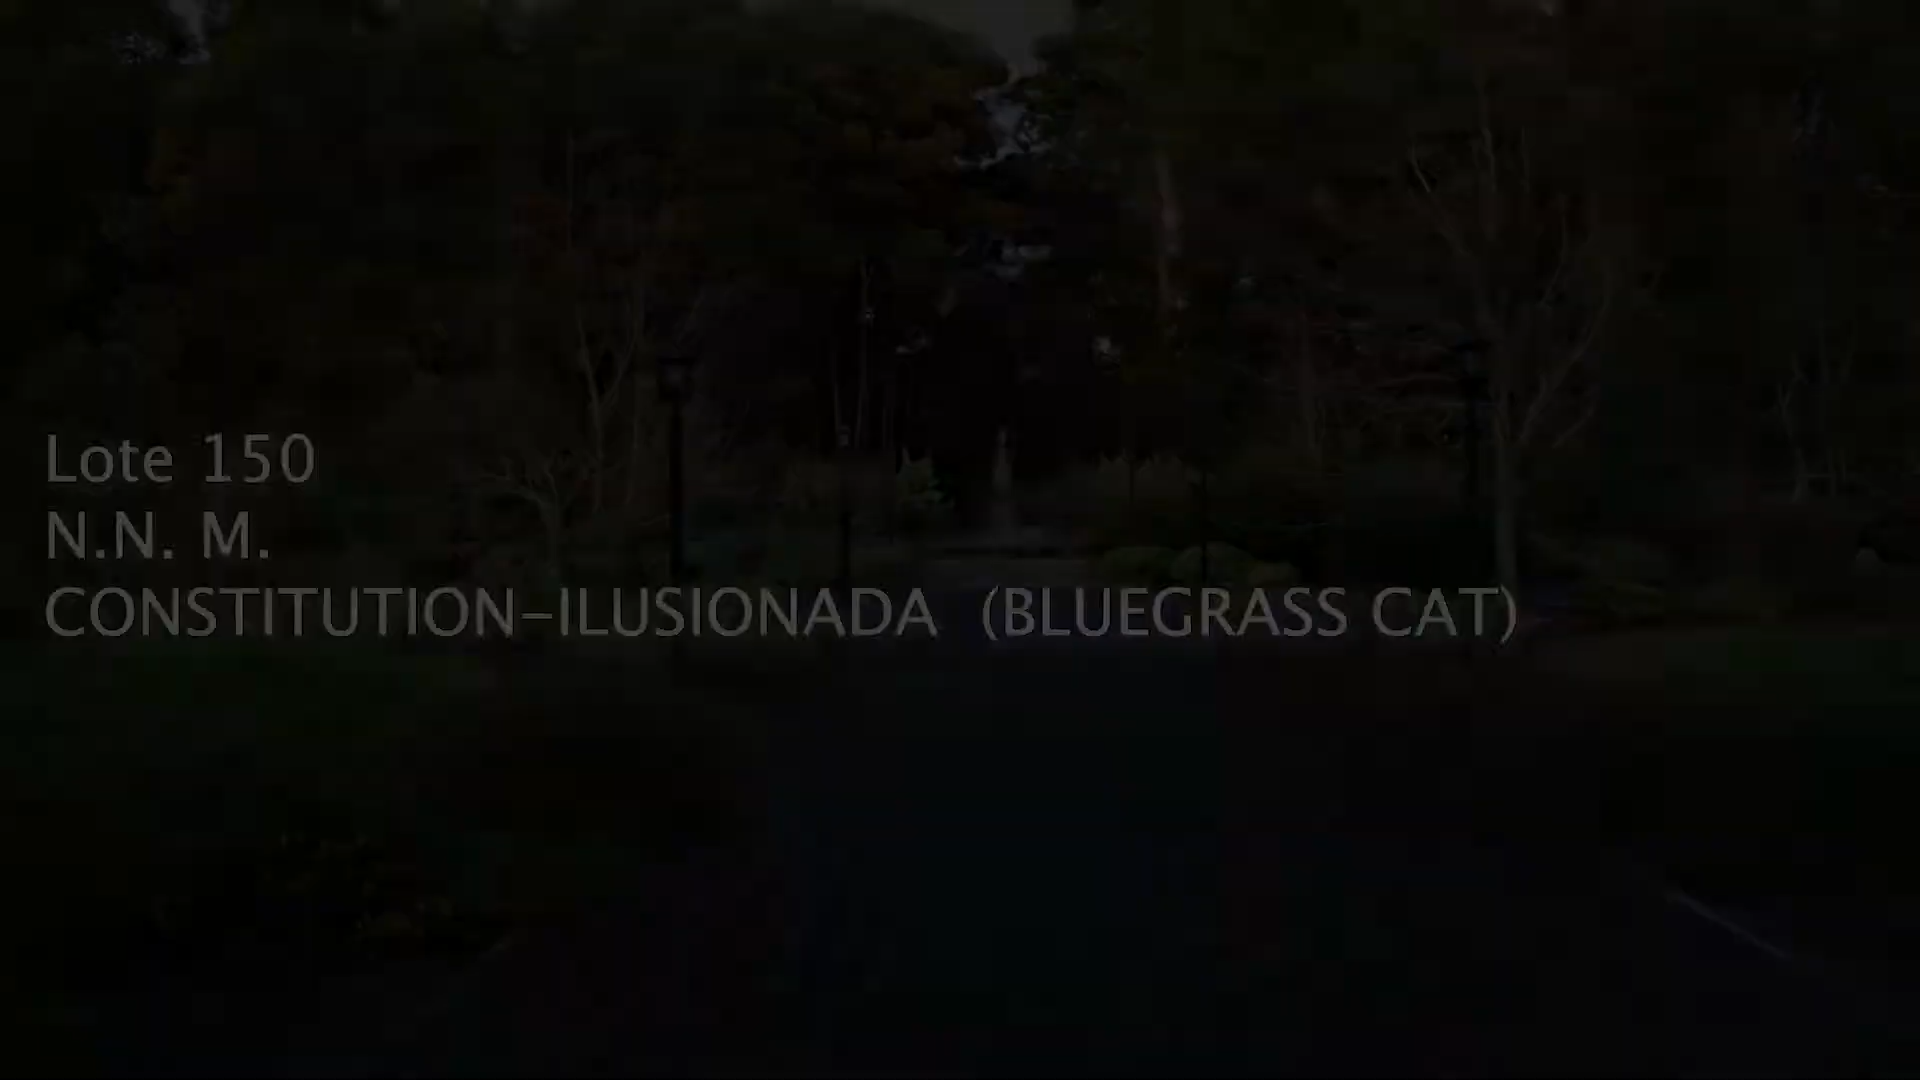 Lote 150
N.N. M.
CONSTITUTION-ILUSIONADA (BLUEGRASS CAT)